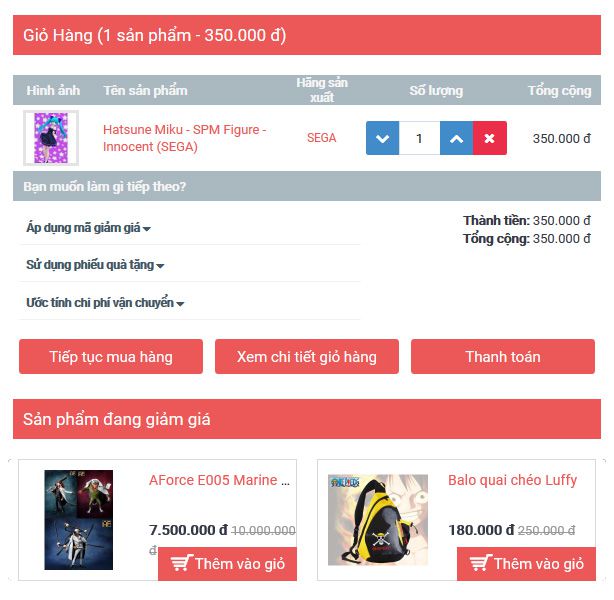 Giỏ Hàng (1 sản phẩm - 350.000 đ)
Hình ảnh Tên sản phẩm Hãng sản xuất Số lượng Tổng cộng
Hatsune Miku - SPM Figure -
Innocent (SEGA)
SEGA
1
350.000 đ
Bạn muốn làm gì tiếp theo?
Áp dụng mã giảm giá
Sử dụng phiếu quà tặng
Ước tính chi phí vận chuyển
Thành tiền: 350.000 đ
Tổng cộng: 350.000 đ
Tiếp tục mua hàng Xem chi tiết giỏ hàng Thanh toán
Sản phẩm đang giảm giá
AForce E005 Marine ...
7.500.000 đ 10.000.000
đ
Thêm vào giỏ
Balo quai chéo Luffy
180.000 đ 250.000 đ
Thêm vào giỏ